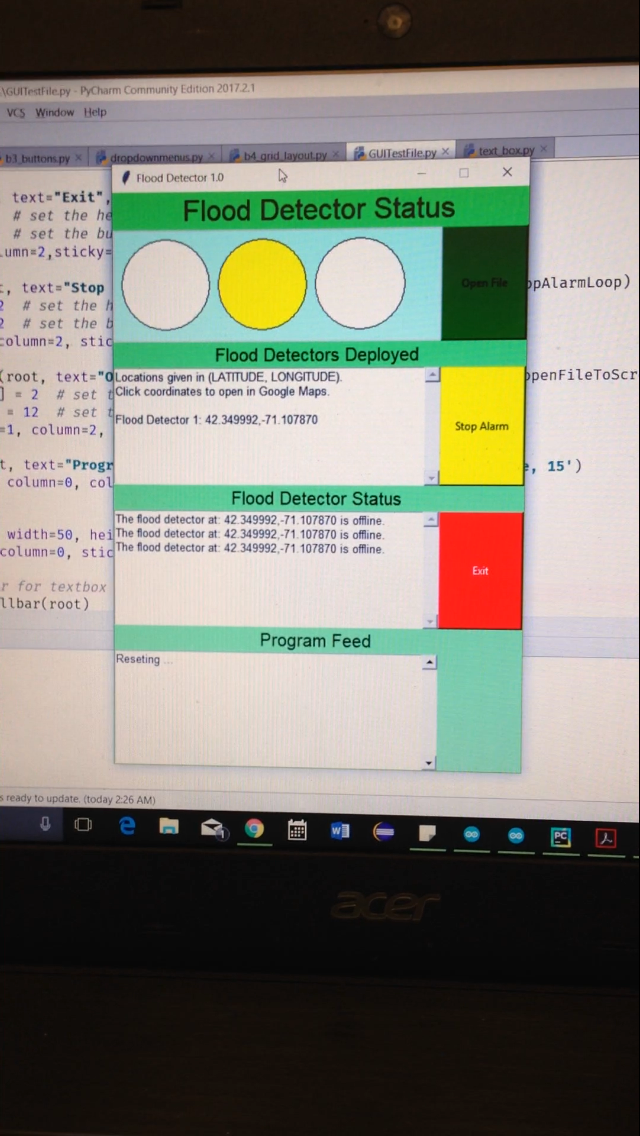 \GUITestFile.py - PyCharm Community Edition 2017.2.1
VCS Window Help
b3_buttons.py
dropdownmenus.py
b4_grid_layout.py
GUITestFile.py
text_box.py
Flood Detector 1.0
text="Exit",
# set the he
# set the bu
umn=2,sticky=
Flood Detector Status
Open File
t, text="Stop
opAlarmLoop)
2 # set the h
2 # set the b
column=2, stic
Flood Detectors Deployed
(root, text="O
openFileToScr
] = 2 # set t
= 12 # set t
=1, column=2,
Locations given in (LATITUDE, LONGITUDE).
Click coordinates to open in Google Maps.
Flood Detector 1: 42.349992,-71.107870
Stop Alarm
t, text="Progr
e, 15')
column=0, col
Flood Detector Status
The flood detector at: 42.349992,-71.107870 is offline.
The flood detector at: 42.349992,-71.107870 is offline.
The flood detector at: 42.349992,-71.107870 is offline.
Exit
width=50, hei
column=0, stic
r for textbox
llbar(root)
Program Feed
Reseting ...
s ready to update. (today 2:26 AM)
1
W
PC
acer